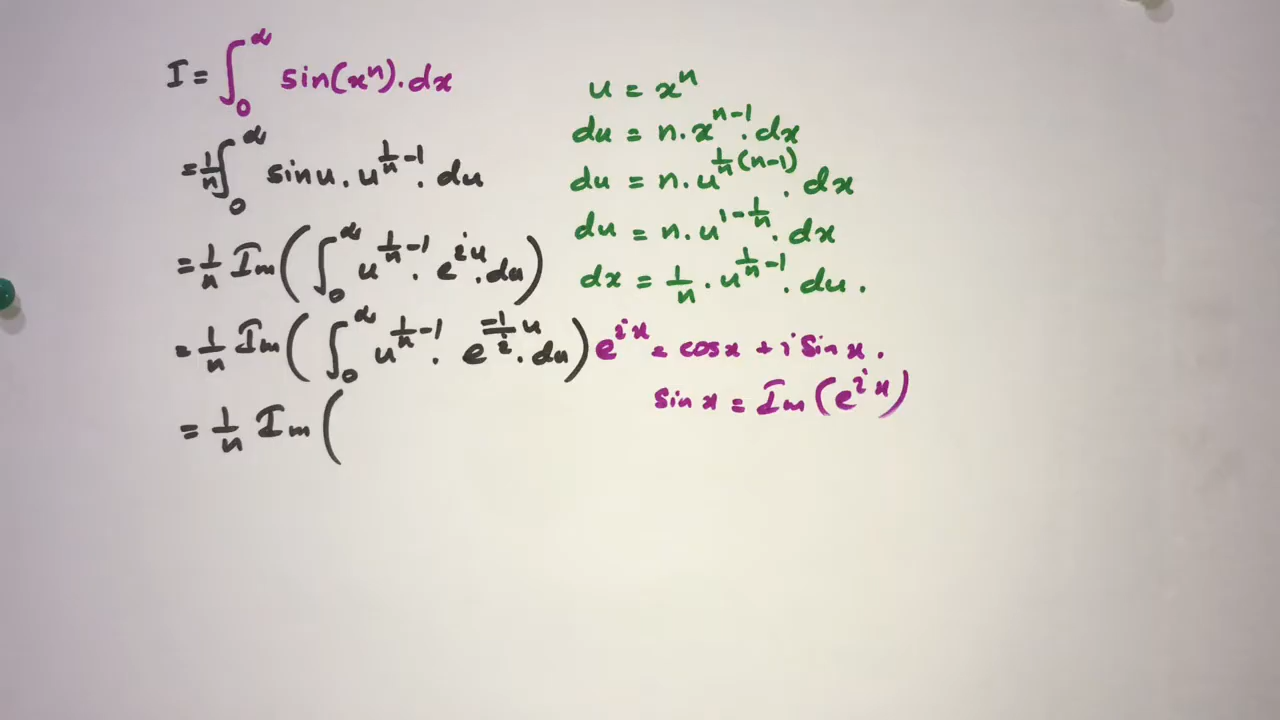 I = ∫₀^∞ sin(xⁿ).dx
= 1/n ∫₀^∞ sin u . u^(1/n - 1) . du
= 1/n Im( ∫₀^∞ u^(1/n - 1) . e^(iu) . du )
= 1/n Im( ∫₀^∞ u^(1/n - 1) . e^(-1/i u) . du )
= 1/n Im (
u = xⁿ
du = n.x^(n-1) . dx
du = n.u^(1/n (n-1)) . dx
du = n.u^(1 - 1/n) . dx
dx = 1/n . u^(1/n - 1) . du .
e^(ix) = cos x + i sin x .
sin x = Im (e^(ix))